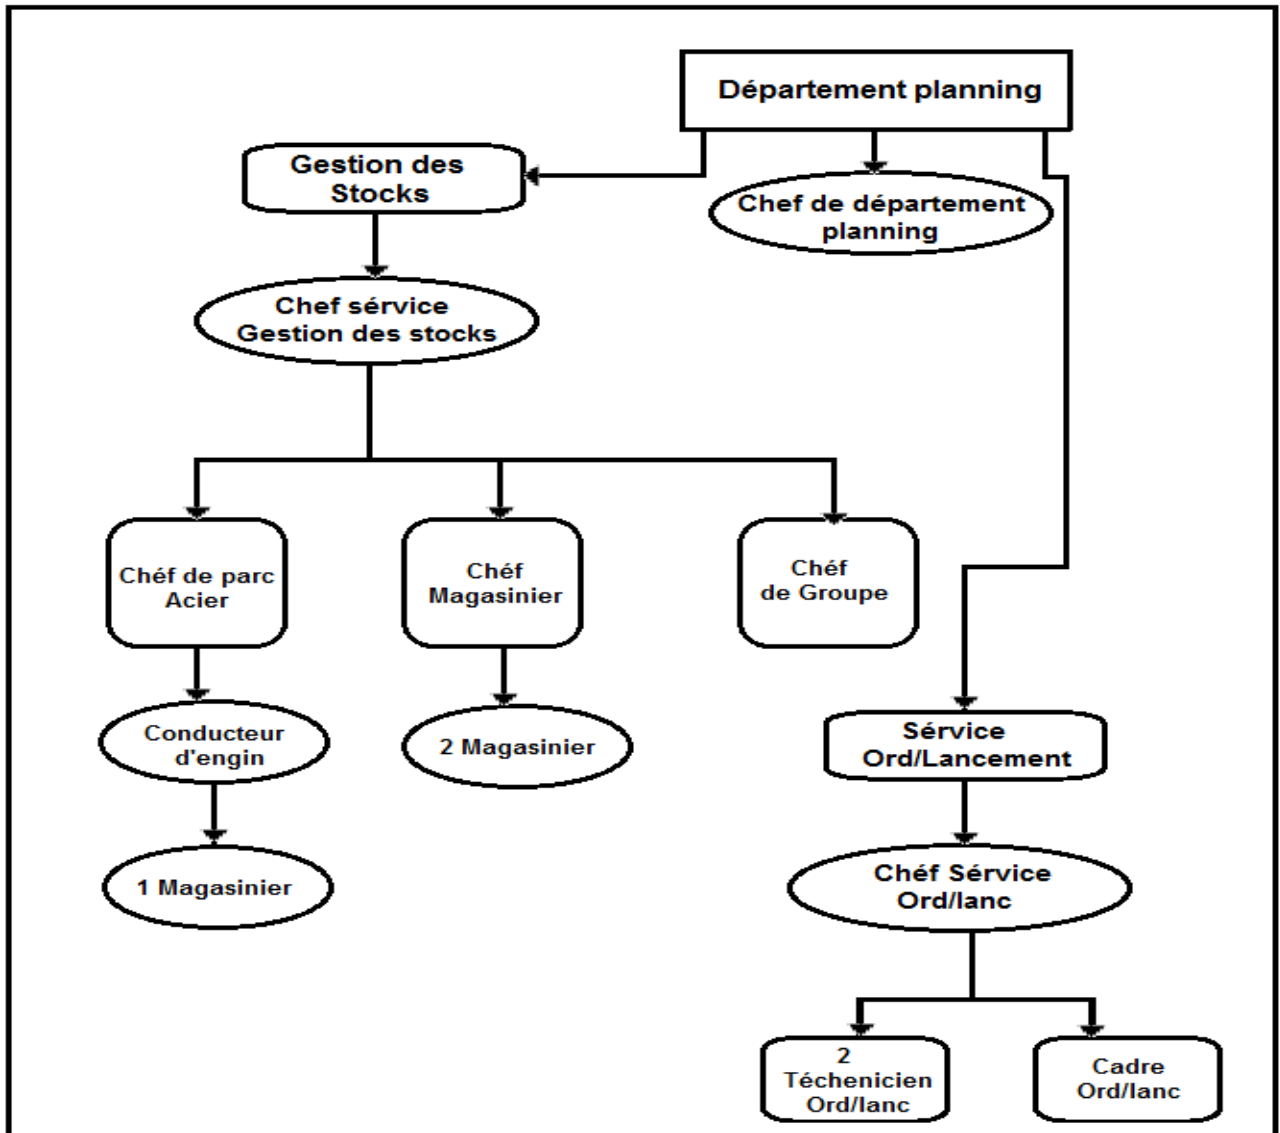 Département planning
Gestion des
Stocks
Chef de département
planning
Chef sérvice
Gestion des stocks
Chéf de parc
Acier
Chéf
Magasinier
Chéf
de Groupe
Conducteur
d'engin
2 Magasinier
Sérvice
Ord/Lancement
1 Magasinier
Chéf Sérvice
Ord/lanc
2
Téchenicien
Ord/lanc
Cadre
Ord/lanc